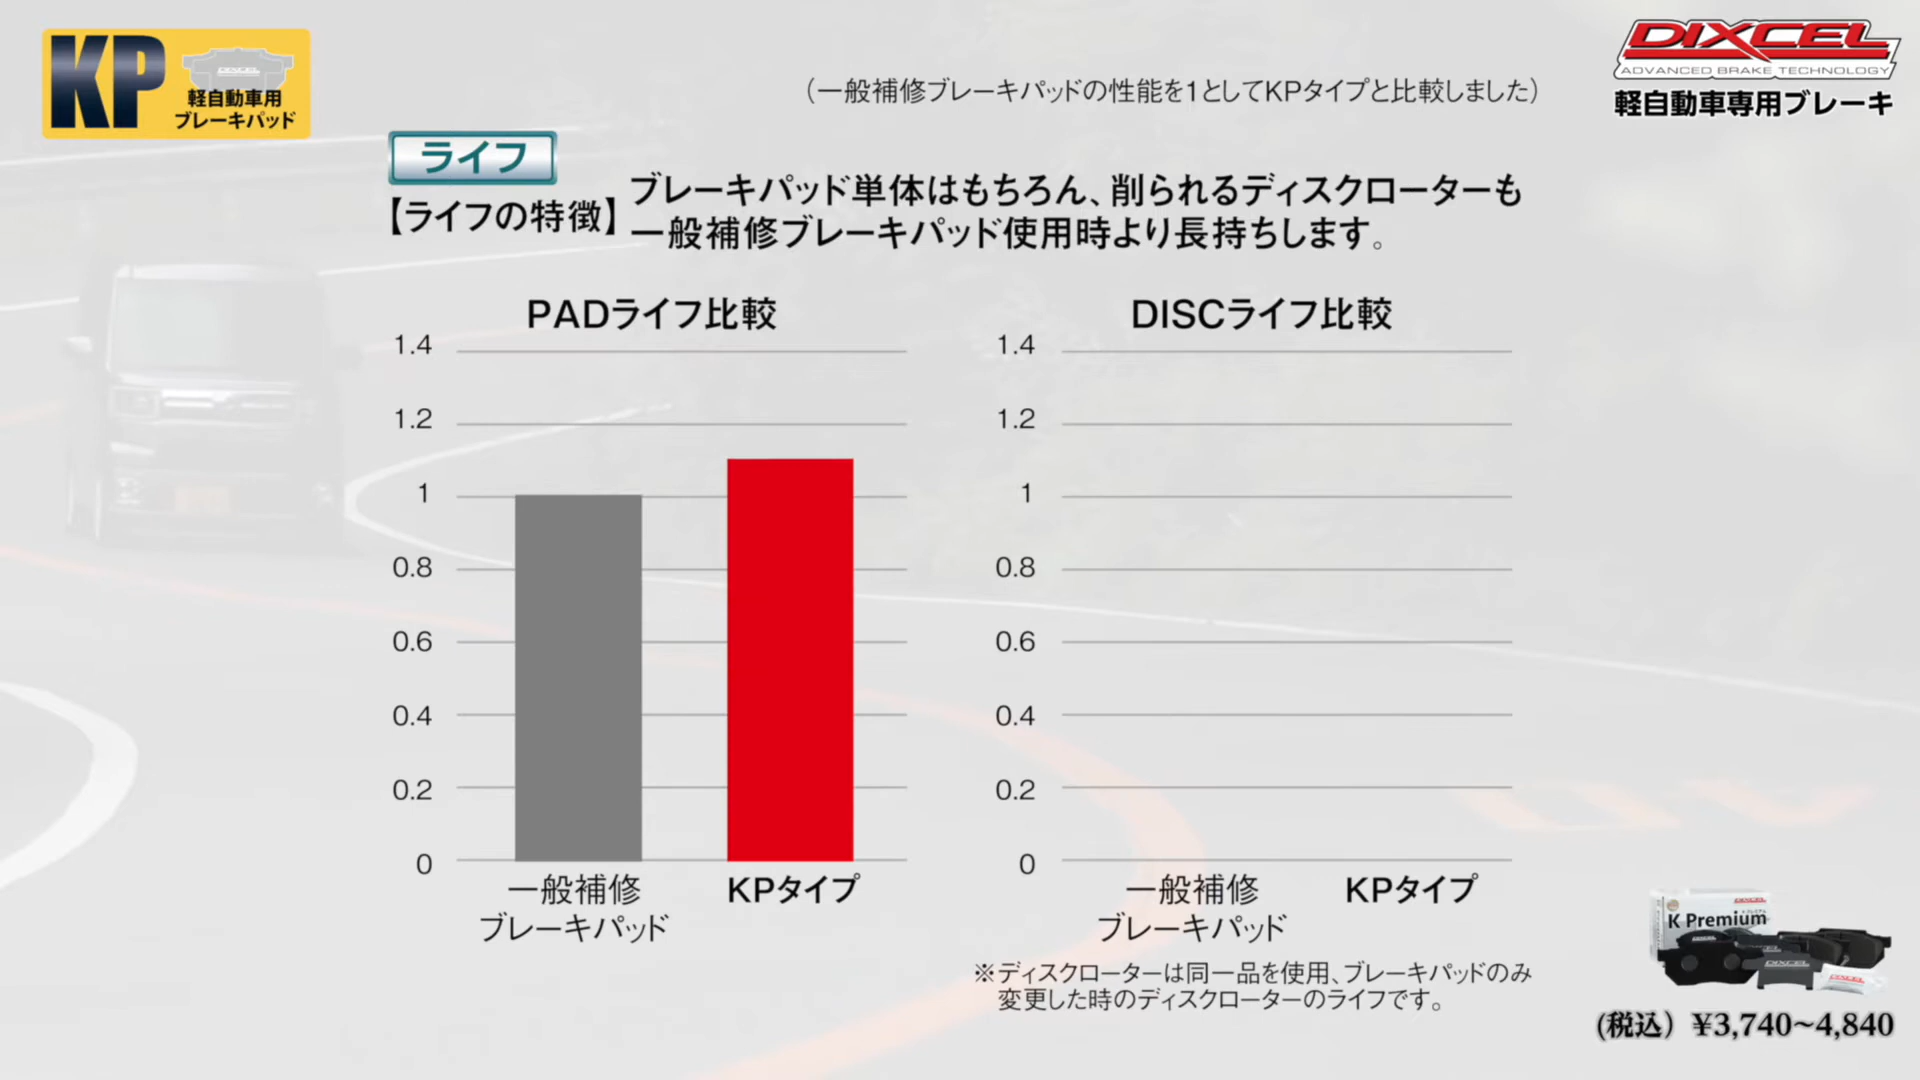 KP
DIXCEL
軽自動車用
ブレーキパッド
DIXCEL
ADVANCED BRAKE TECHNOLOGY
軽自動車専用ブレーキ
（一般補修ブレーキパッドの性能を1としてKPタイプと比較しました）
ライフ
【ライフの特徴】
ブレーキパッド単体はもちろん、削られるディスクローターも
一般補修ブレーキパッド使用時より長持ちします。
PADライフ比較
1.4
1.2
1
0.8
0.6
0.4
0.2
0
一般補修
ブレーキパッド
KPタイプ
DISCライフ比較
1.4
1.2
1
0.8
0.6
0.4
0.2
0
一般補修
ブレーキパッド
KPタイプ
※ディスクローターは同一品を使用、ブレーキパッドのみ
変更した時のディスクローターのライフです。
DIXCEL
K Premium
DIXCEL
DIXCEL
(税込）¥3,740~4,840